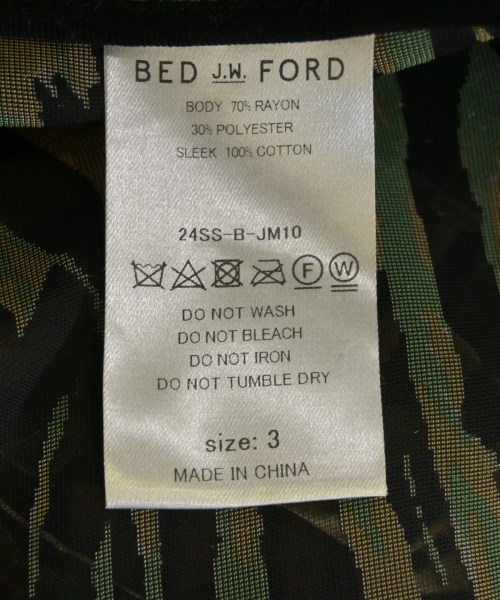 BED J.W. FORD
BODY 70% RAYON
30% POLYESTER
SLEEK 100% COTTON
24SS-B-JM10
F W
DO NOT WASH
DO NOT BLEACH
DO NOT IRON
DO NOT TUMBLE DRY
size: 3
MADE IN CHINA